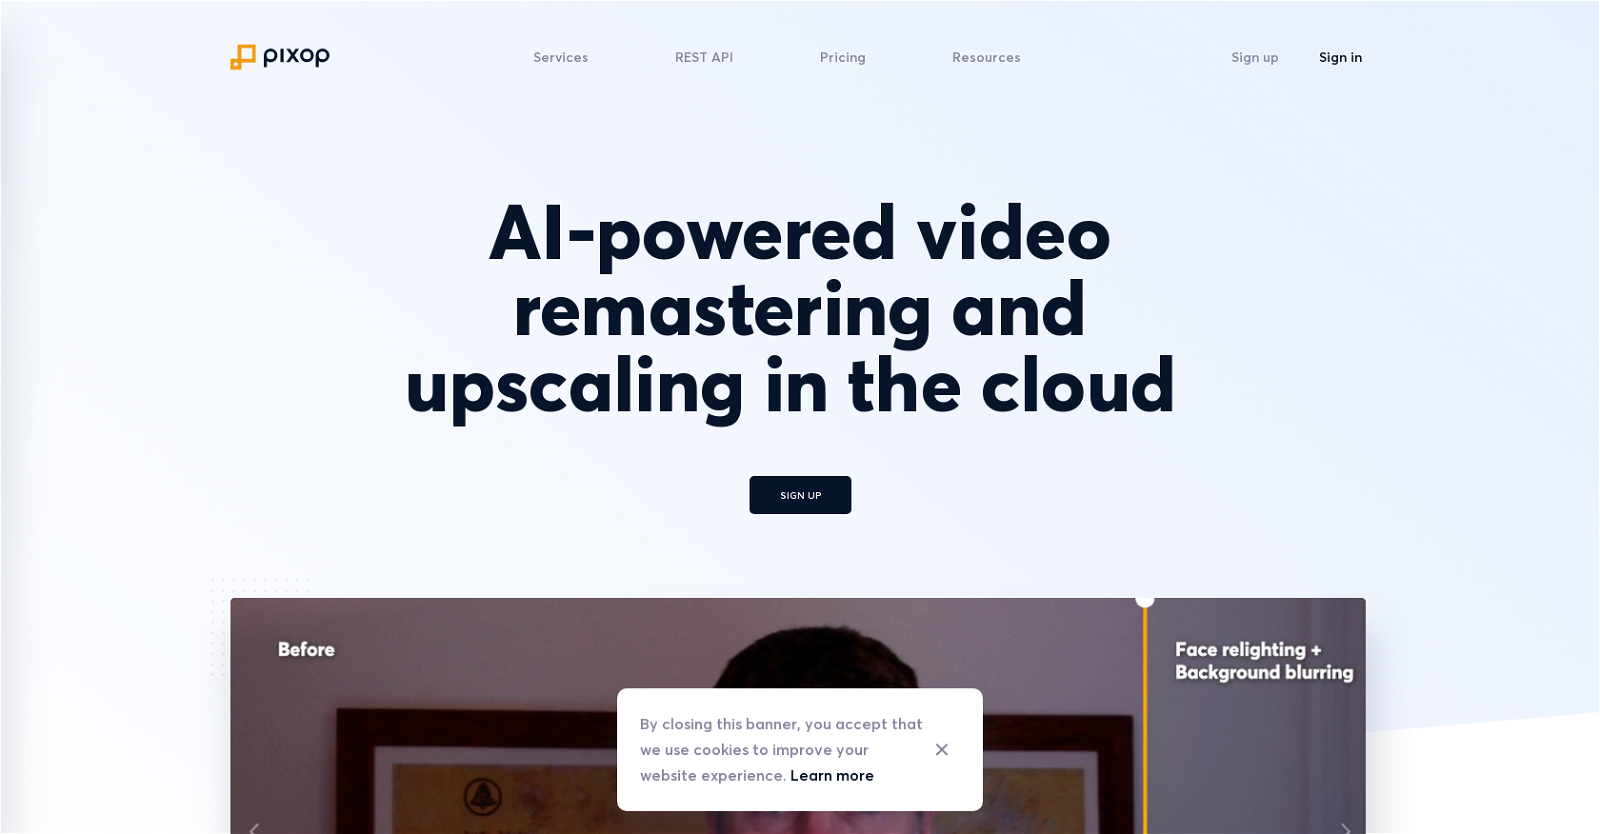 pixop
Services
REST API
Pricing
Resources
Sign up
Sign in
AI-powered video
remastering and
upscaling in the cloud
SIGN UP
Before
Face relighting +
Background blurring
By closing this banner, you accept that
we use cookies to improve your
website experience. Learn more